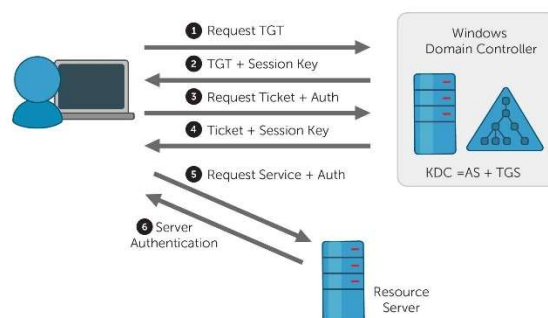 1 Request TGT
2 TGT + Session Key
3 Request Ticket + Auth
4 Ticket + Session Key
5 Request Service + Auth
6 Server
Authentication
Windows
Domain Controller
KDC =AS + TGS
Resource
Server